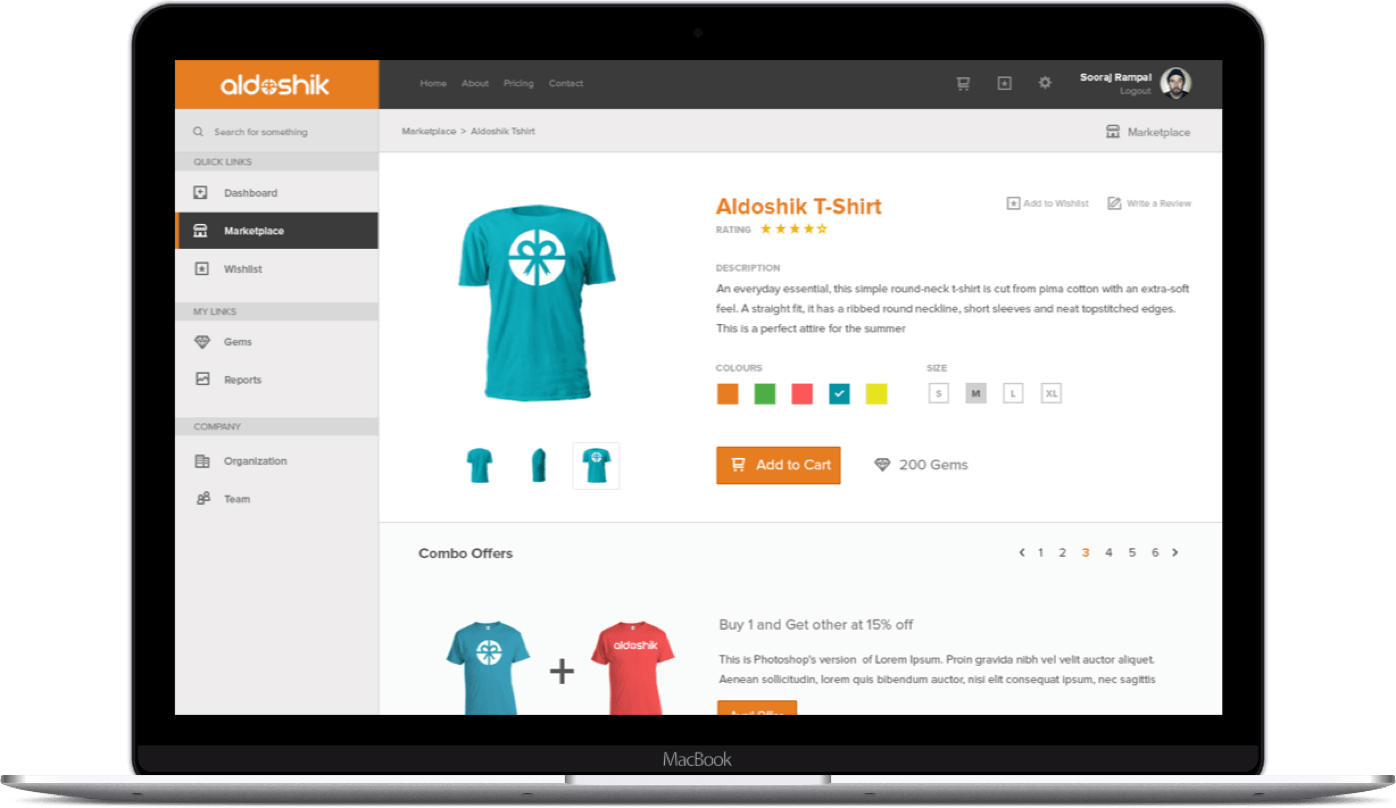 aldoshik
Home About Pricing Contact
Sooraj Rampal
Logout
Search for something
Marketplace > Aldoshik Tshirt
Marketplace
QUICK LINKS
Dashboard
Marketplace
Wishlist
MY LINKS
Gems
Reports
COMPANY
Organization
Team
Aldoshik T-Shirt
Add to Wishlist
Write a Review
RATING
DESCRIPTION
An everyday essential, this simple round-neck t-shirt is cut from pima cotton with an extra-soft
feel. A straight fit, it has a ribbed round neckline, short sleeves and neat topstitched edges.
This is a perfect attire for the summer
COLOURS
SIZE
S M L XL
Add to Cart
200 Gems
Combo Offers
< 1 2 3 4 5 6 >
aldoshik
+
Buy 1 and Get other at 15% off
This is Photoshop's version of Lorem Ipsum. Proin gravida nibh vel velit auctor aliquet.
Aenean sollicitudin, lorem quis bibendum auctor, nisi elit consequat ipsum, nec sagittis
MacBook